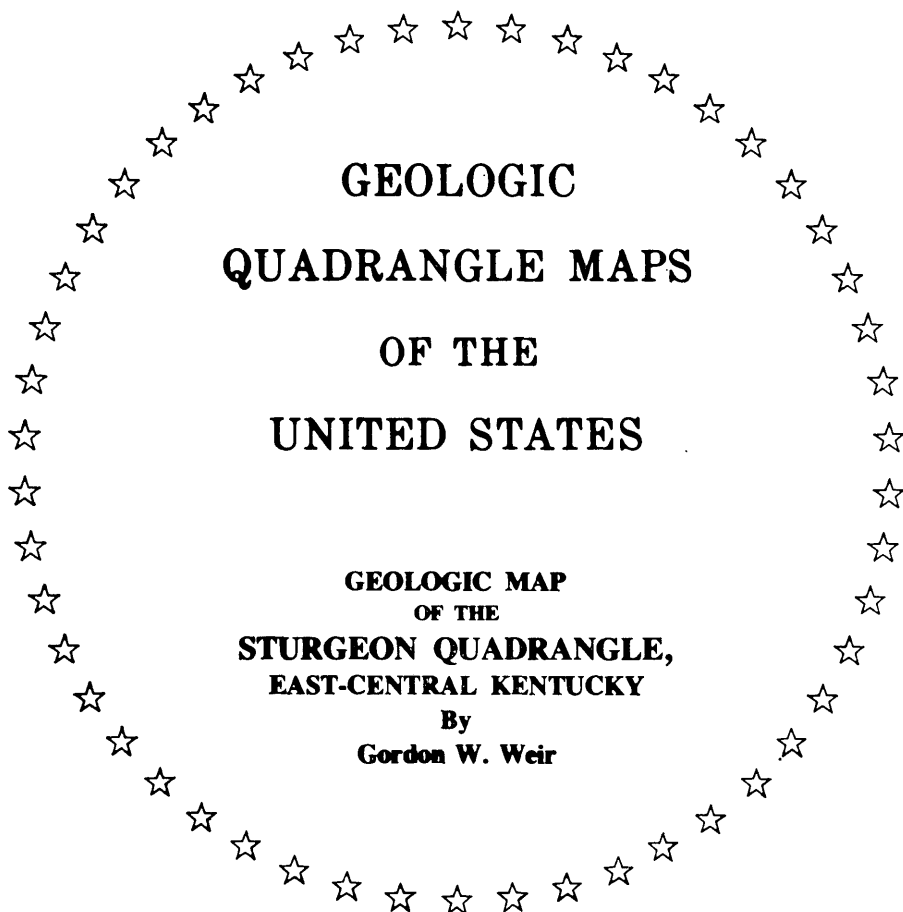 GEOLOGIC
QUADRANGLE MAPS
OF THE
UNITED STATES
GEOLOGIC MAP
OF THE
STURGEON QUADRANGLE,
EAST-CENTRAL KENTUCKY
By
Gordon W. Weir